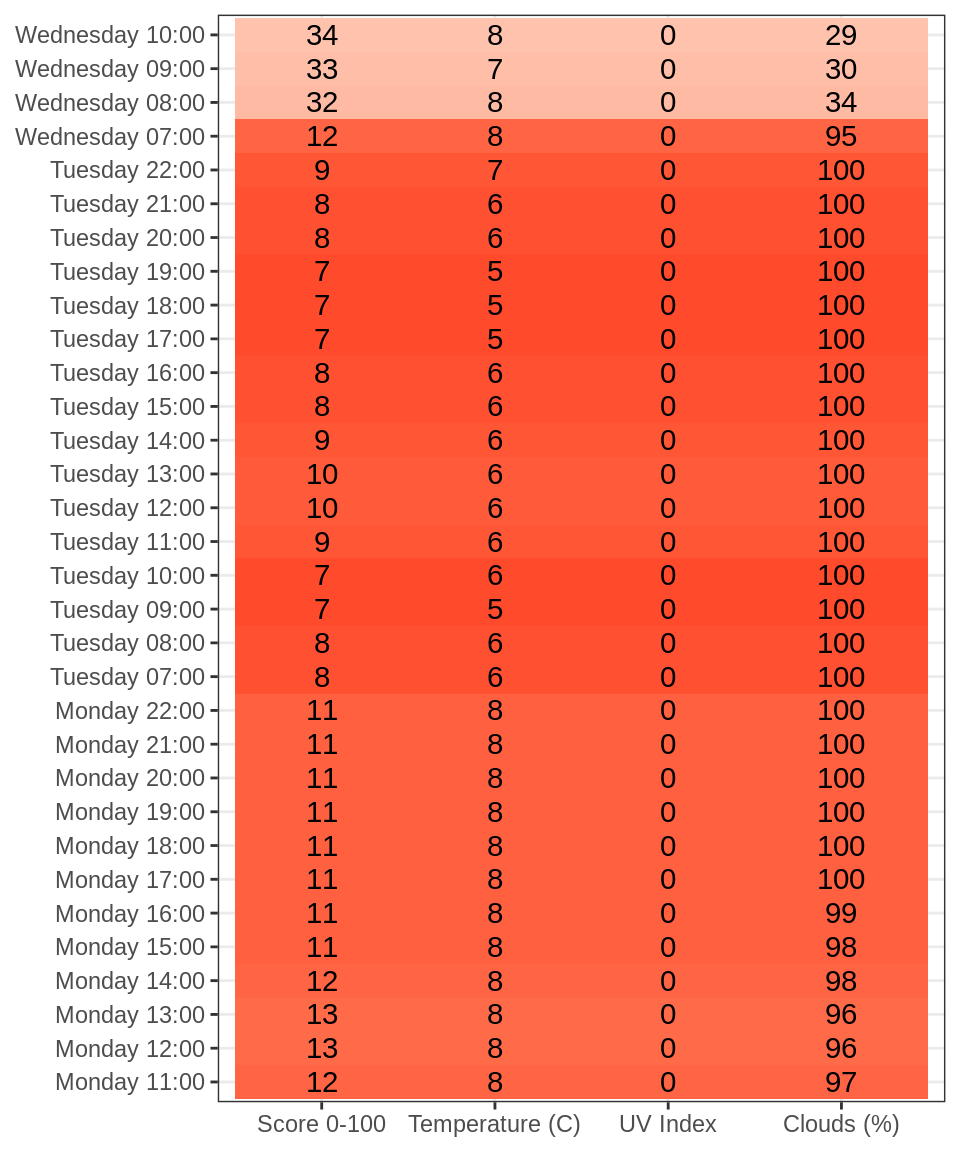 Wednesday 10:00 34 8 0 29
Wednesday 09:00 33 7 0 30
Wednesday 08:00 32 8 0 34
Wednesday 07:00 12 8 0 95
Tuesday 22:00 9 7 0 100
Tuesday 21:00 8 6 0 100
Tuesday 20:00 8 6 0 100
Tuesday 19:00 7 5 0 100
Tuesday 18:00 7 5 0 100
Tuesday 17:00 7 5 0 100
Tuesday 16:00 8 6 0 100
Tuesday 15:00 8 6 0 100
Tuesday 14:00 9 6 0 100
Tuesday 13:00 10 6 0 100
Tuesday 12:00 10 6 0 100
Tuesday 11:00 9 6 0 100
Tuesday 10:00 7 6 0 100
Tuesday 09:00 7 5 0 100
Tuesday 08:00 8 6 0 100
Tuesday 07:00 8 6 0 100
Monday 22:00 11 8 0 100
Monday 21:00 11 8 0 100
Monday 20:00 11 8 0 100
Monday 19:00 11 8 0 100
Monday 18:00 11 8 0 100
Monday 17:00 11 8 0 100
Monday 16:00 11 8 0 99
Monday 15:00 11 8 0 98
Monday 14:00 12 8 0 98
Monday 13:00 13 8 0 96
Monday 12:00 13 8 0 96
Monday 11:00 12 8 0 97
Score 0-100 Temperature (C) UV Index Clouds (%)